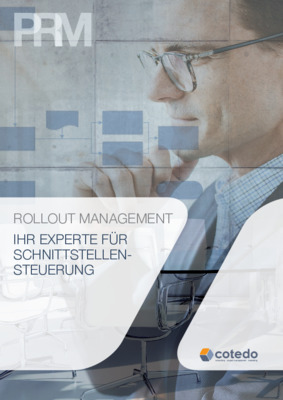 PRM
ROLLOUT MANAGEMENT
IHR EXPERTE FÜR
SCHNITTSTELLEN-
STEUERUNG
cotedo